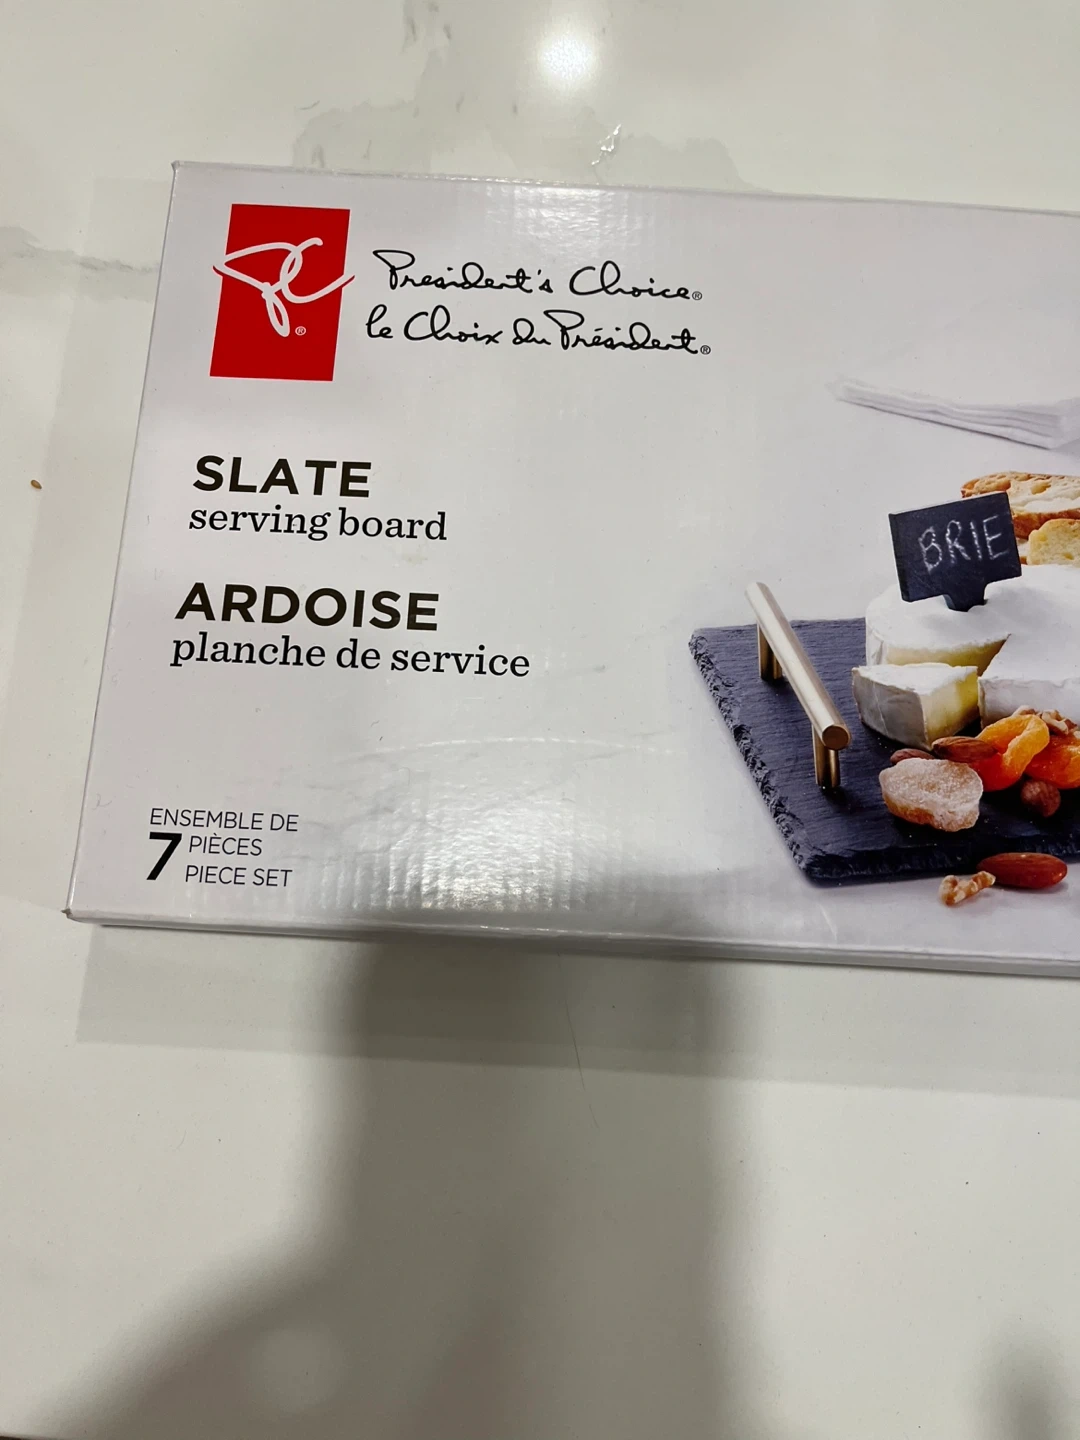 President's Choice®
le Choix du Président®
SLATE
serving board
ARDOISE
planche de service
ENSEMBLE DE
7 PIÈCES
PIECE SET
BRIE
PC®